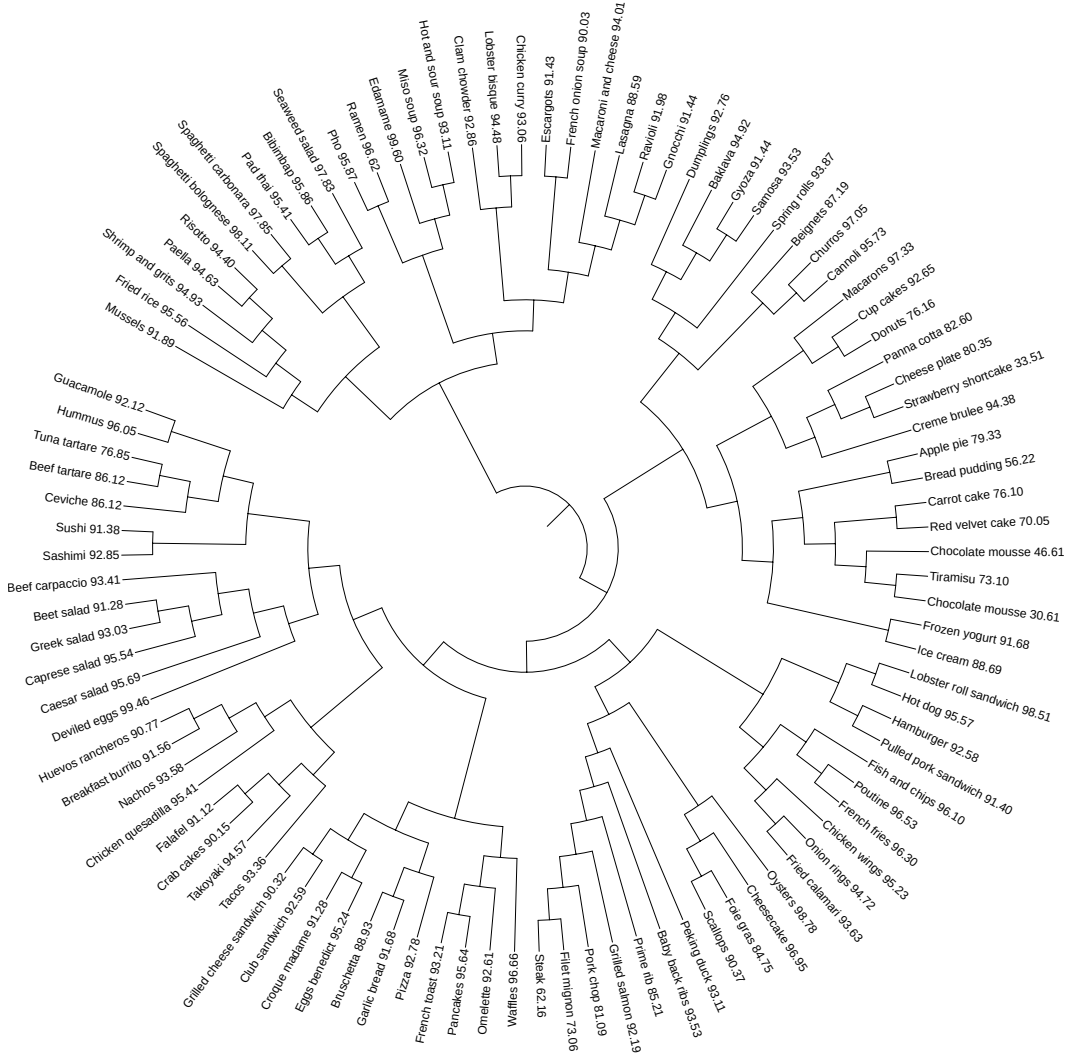 Macaroni and cheese 94.01
Lasagna 88.59
Ravioli 91.98
Gnocchi 91.44
Dumplings 92.76
Baklava 94.92
Gyoza 91.44
Samosa 93.53
Spring rolls 93.87
Beignets 87.19
Churros 97.05
Cannoli 95.73
Macarons 97.33
Cup cakes 92.65
Donuts 76.16
Panna cotta 82.60
Cheese plate 80.35
Strawberry shortcake 33.51
Creme brulee 94.38
Apple pie 79.33
Bread pudding 56.22
Carrot cake 76.10
Red velvet cake 70.05
Chocolate mousse 46.61
Tiramisu 73.10
Chocolate mousse 30.61
Frozen yogurt 91.68
Ice cream 88.69
Lobster roll sandwich 98.51
Hot dog 95.57
Hamburger 92.58
Pulled pork sandwich 91.40
Fish and chips 96.10
Poutine 96.53
French fries 96.30
Chicken wings 95.23
Onion rings 94.72
Fried calamari 93.63
Oysters 98.78
Cheesecake 96.95
Foie gras 84.75
Scallops 90.37
Peking duck 93.11
Baby back ribs 93.53
Prime rib 85.21
Grilled salmon 92.19
Pork chop 81.09
Filet mignon 73.06
Steak 62.16
Waffles 96.66
Omelette 92.61
Pancakes 95.64
French toast 93.21
Pizza 92.78
Garlic bread 91.68
Bruschetta 88.93
Eggs benedict 95.24
Croque madame 91.28
Club sandwich 92.59
Grilled cheese sandwich 90.32
Tacos 93.36
Takoyaki 94.57
Crab cakes 90.15
Falafel 91.12
Chicken quesadilla 95.41
Nachos 93.58
Breakfast burrito 91.56
Huevos rancheros 90.77
Deviled eggs 99.46
Caesar salad 95.69
Caprese salad 95.54
Greek salad 93.03
Beet salad 91.28
Beef carpaccio 93.41
Sashimi 92.85
Sushi 91.38
Ceviche 86.12
Beef tartare 86.12
Tuna tartare 76.85
Hummus 96.05
Guacamole 92.12
Mussels 91.89
Fried rice 95.56
Shrimp and grits 94.93
Paella 94.63
Risotto 94.40
Spaghetti bolognese 98.11
Spaghetti carbonara 97.85
Pad thai 95.41
Bibimbap 95.86
Seaweed salad 97.83
Pho 95.87
Ramen 96.62
Edamame 99.60
Miso soup 96.32
Hot and sour soup 93.11
Clam chowder 92.86
Lobster bisque 94.48
Chicken curry 93.06
Escargots 91.43
French onion soup 90.03